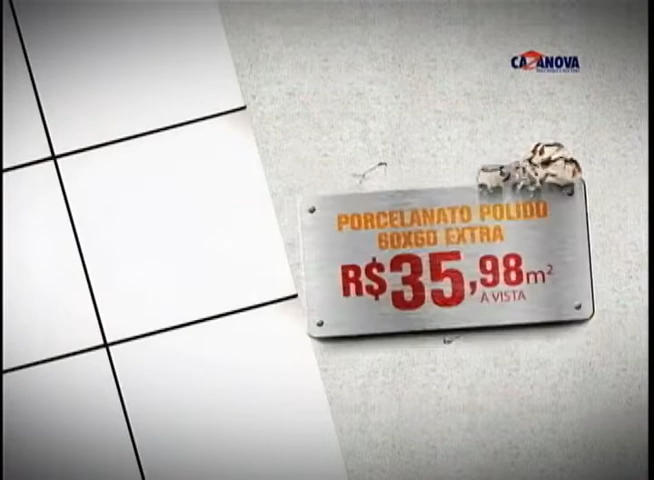 CAZANOVA
PORCELANATO POLIDO
60X60 EXTRA
R$35,98m²
À VISTA